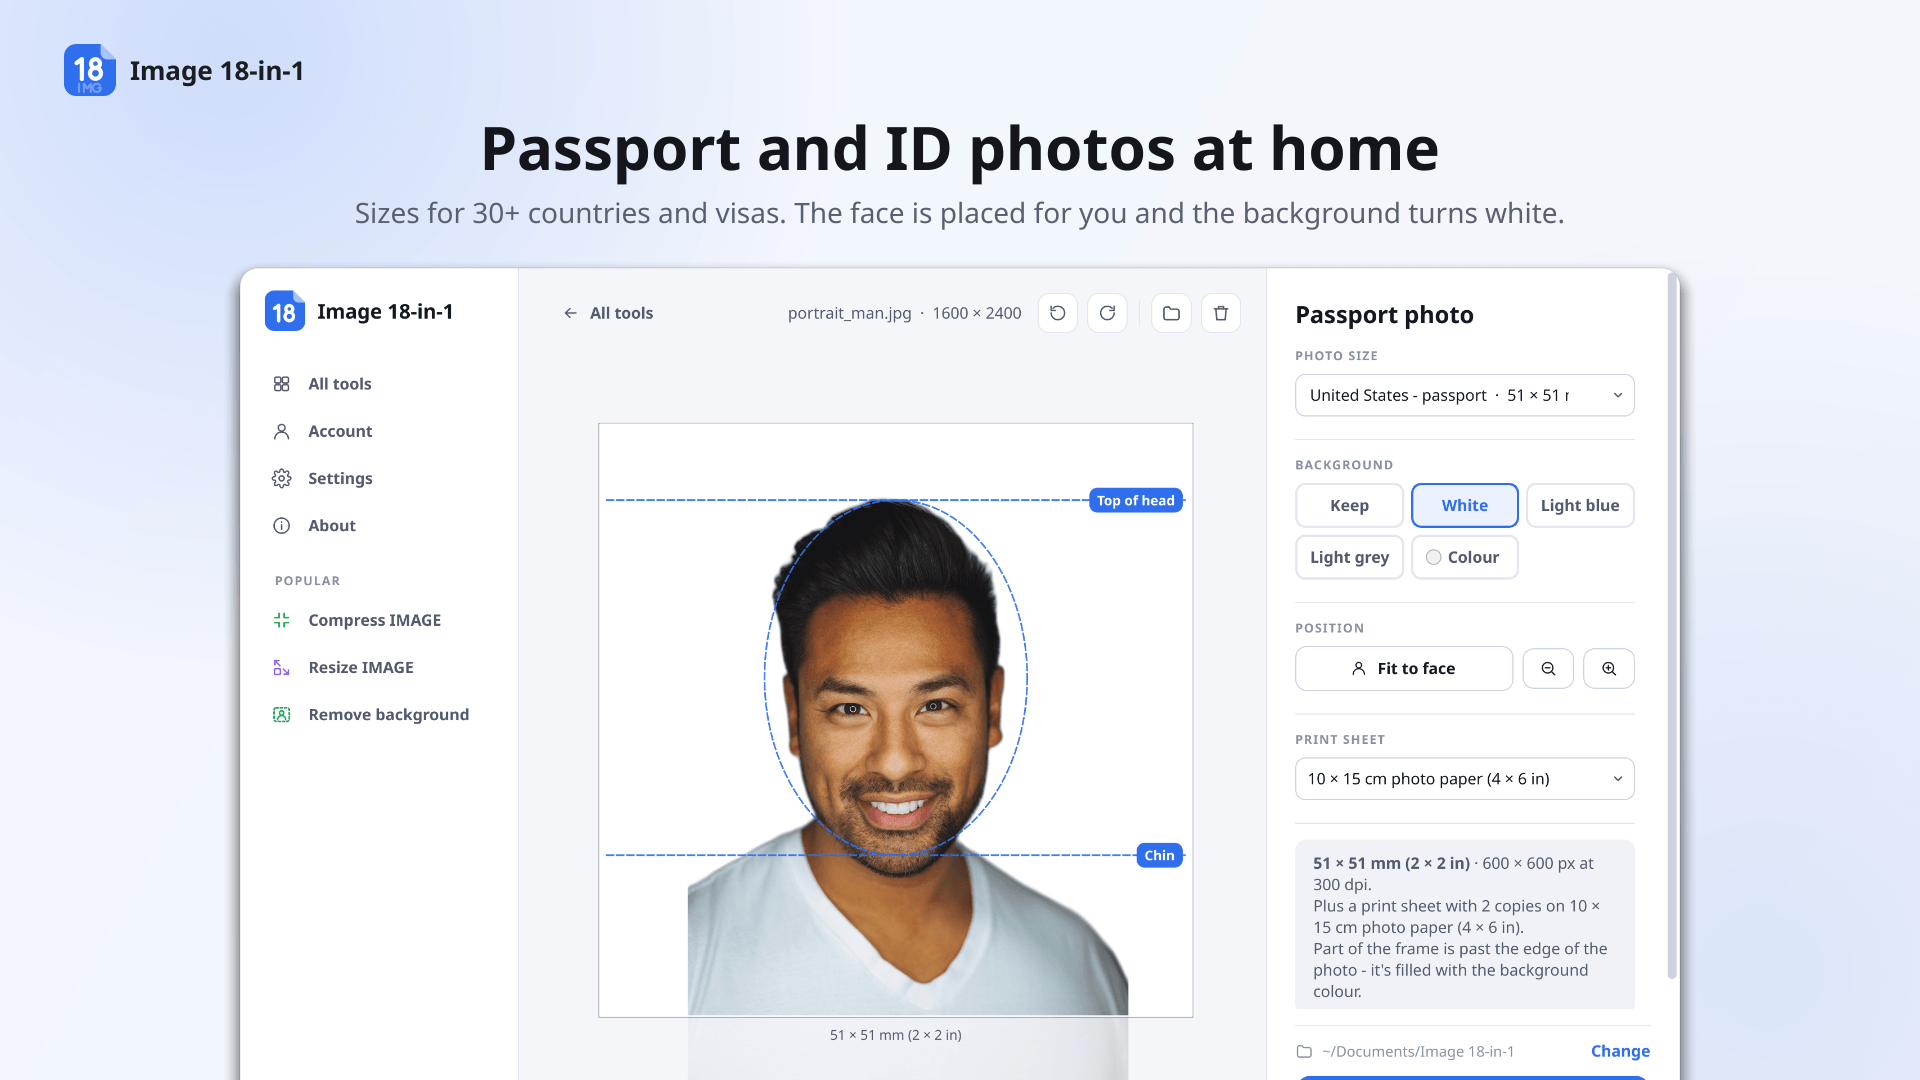 18
IMG
Image 18-in-1
Passport and ID photos at home
Sizes for 30+ countries and visas. The face is placed for you and the background turns white.
18
Image 18-in-1
All tools
Account
Settings
About
POPULAR
Compress IMAGE
Resize IMAGE
Remove background
All tools
portrait_man.jpg · 1600 × 2400
Top of head
Chin
51 × 51 mm (2 × 2 in)
Passport photo
PHOTO SIZE
United States - passport · 51 × 51
BACKGROUND
Keep
White
Light blue
Light grey
Colour
POSITION
Fit to face
PRINT SHEET
10 × 15 cm photo paper (4 × 6 in)
51 × 51 mm (2 × 2 in) · 600 × 600 px at
300 dpi.
Plus a print sheet with 2 copies on 10 ×
15 cm photo paper (4 × 6 in).
Part of the frame is past the edge of the
photo - it's filled with the background
colour.
~/Documents/Image 18-in-1
Change